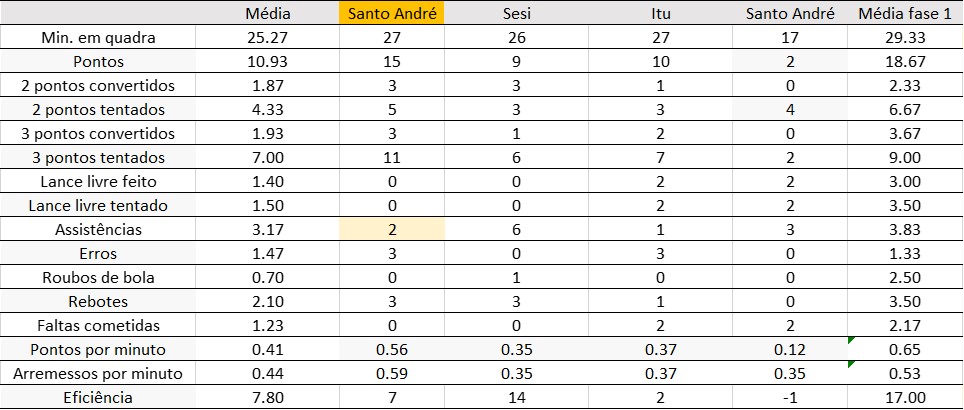 Média Santo André Sesi Itu Santo André Média fase 1
Min. em quadra 25.27 27 26 27 17 29.33
Pontos 10.93 15 9 10 2 18.67
2 pontos convertidos 1.87 3 3 1 0 2.33
2 pontos tentados 4.33 5 3 3 4 6.67
3 pontos convertidos 1.93 3 1 2 0 3.67
3 pontos tentados 7.00 11 6 7 2 9.00
Lance livre feito 1.40 0 0 2 2 3.00
Lance livre tentado 1.50 0 0 2 2 3.50
Assistências 3.17 2 6 1 3 3.83
Erros 1.47 3 0 3 0 1.33
Roubos de bola 0.70 0 1 0 0 2.50
Rebotes 2.10 3 3 1 0 3.50
Faltas cometidas 1.23 0 0 2 2 2.17
Pontos por minuto 0.41 0.56 0.35 0.37 0.12 0.65
Arremessos por minuto 0.44 0.59 0.35 0.37 0.35 0.53
Eficiência 7.80 7 14 2 -1 17.00